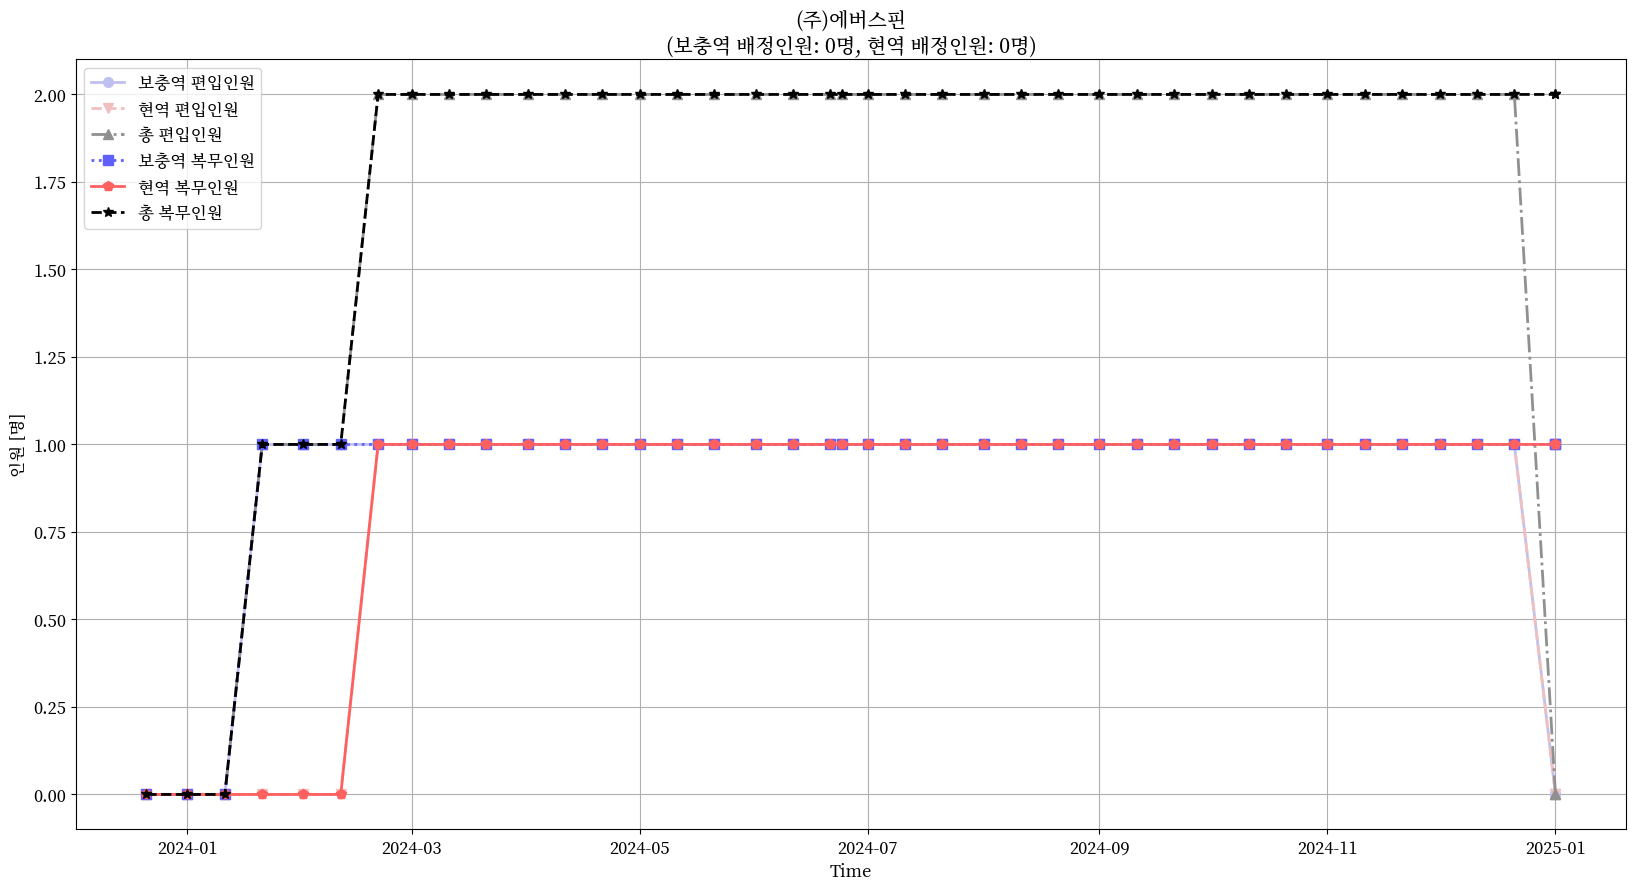 (주)에버스핀
(보충역 배정인원: 0명, 현역 배정인원: 0명)
보충역 편입인원
현역 편입인원
총 편입인원
보충역 복무인원
현역 복무인원
총 복무인원
인원 [명]
2.00
1.75
1.50
1.25
1.00
0.75
0.50
0.25
0.00
2024-01
2024-03
2024-05
2024-07
2024-09
2024-11
2025-01
Time